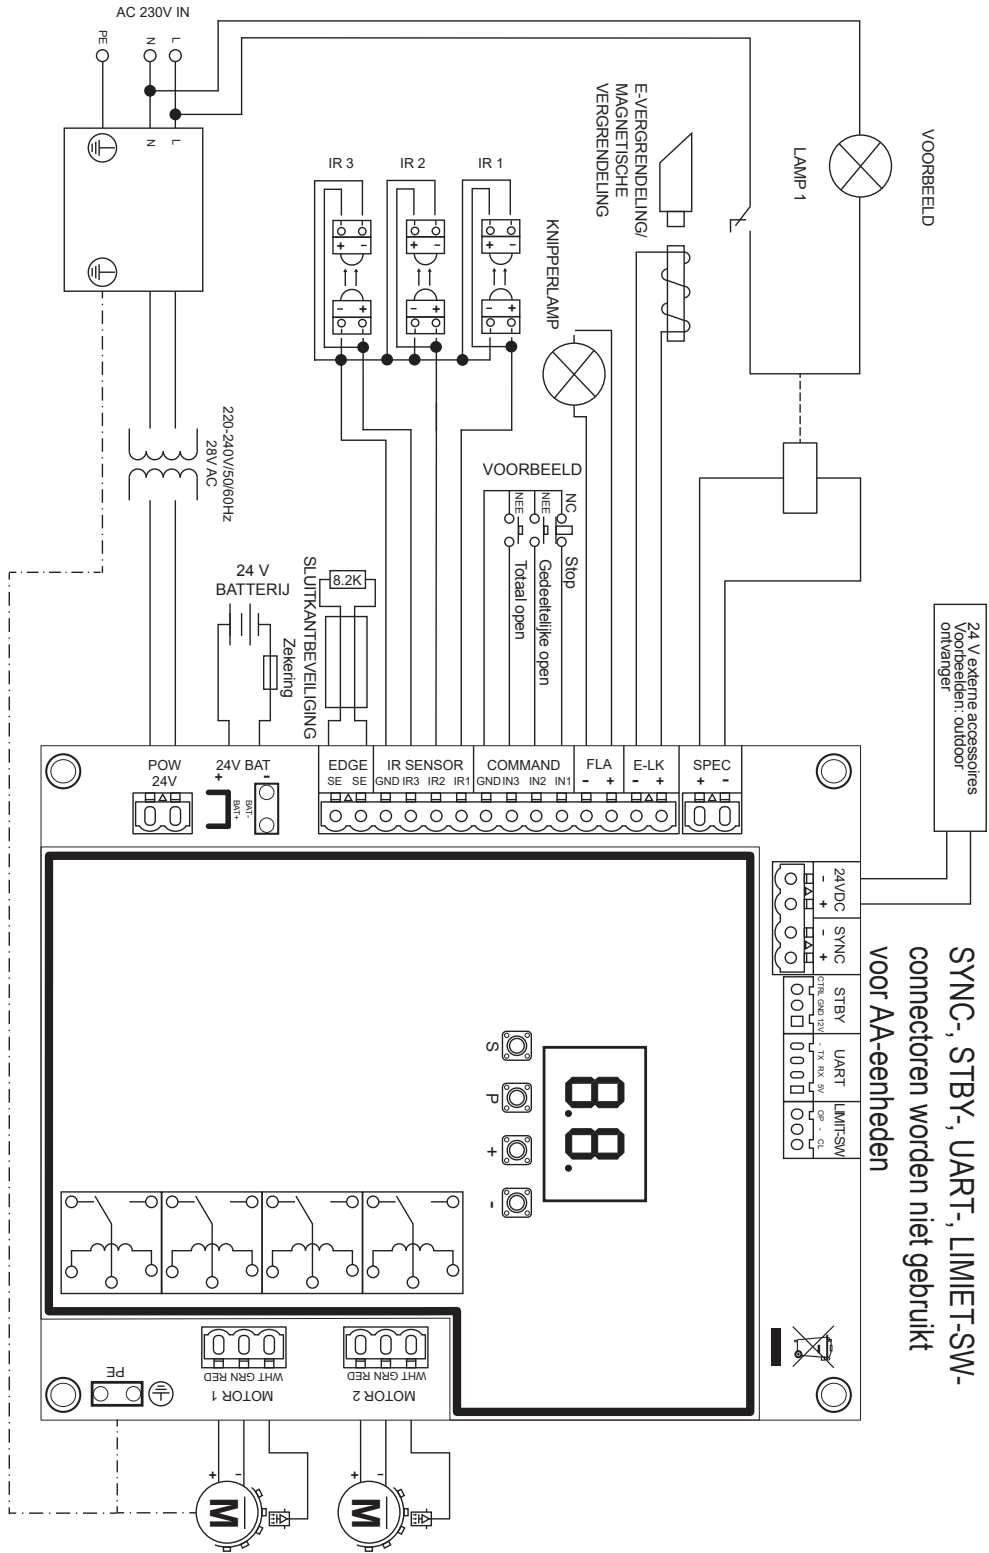 AC 230V IN
PE
N
L
N
L
VOORBEELD
LAMP 1
E-VERGRENDELING/
MAGNETISCHE
VERGRENDELING
KNIPPERLAMP
IR 3
IR 2
IR 1
+ -
+ -
+ -
- +
- +
- +
220-240V/50/60Hz
28V AC
24 V
BATTERIJ
Zekering
SLUITKANTBEVEILIGING
8.2K
VOORBEELD
NEE
NEE
NC
Stop
Gedeeltelijke open
Totaal open
24 V externe accessoires
Voorbeelden: outdoor
ontvanger
POW
24V
24V BAT
+ -
BAT+
BAT-
EDGE
SE SE
IR SENSOR
GND IR3 IR2 IR1
COMMAND
GND IN3 IN2 IN1
FLA
- +
E-LK
- +
SPEC
+ -
24VDC
- +
SYNC
- +
STBY
CTRL GND 12V
UART
- TX RX 5V
LIMIT-SW
OP - CL
SYNC-, STBY-, UART-, LIMIET-SW-
connectoren worden niet gebruikt
voor AA-eenheden
8.8.
S
P
+
-
PE
WHT GRN RED
MOTOR 1
WHT GRN RED
MOTOR 2
+ -
M
+ -
M